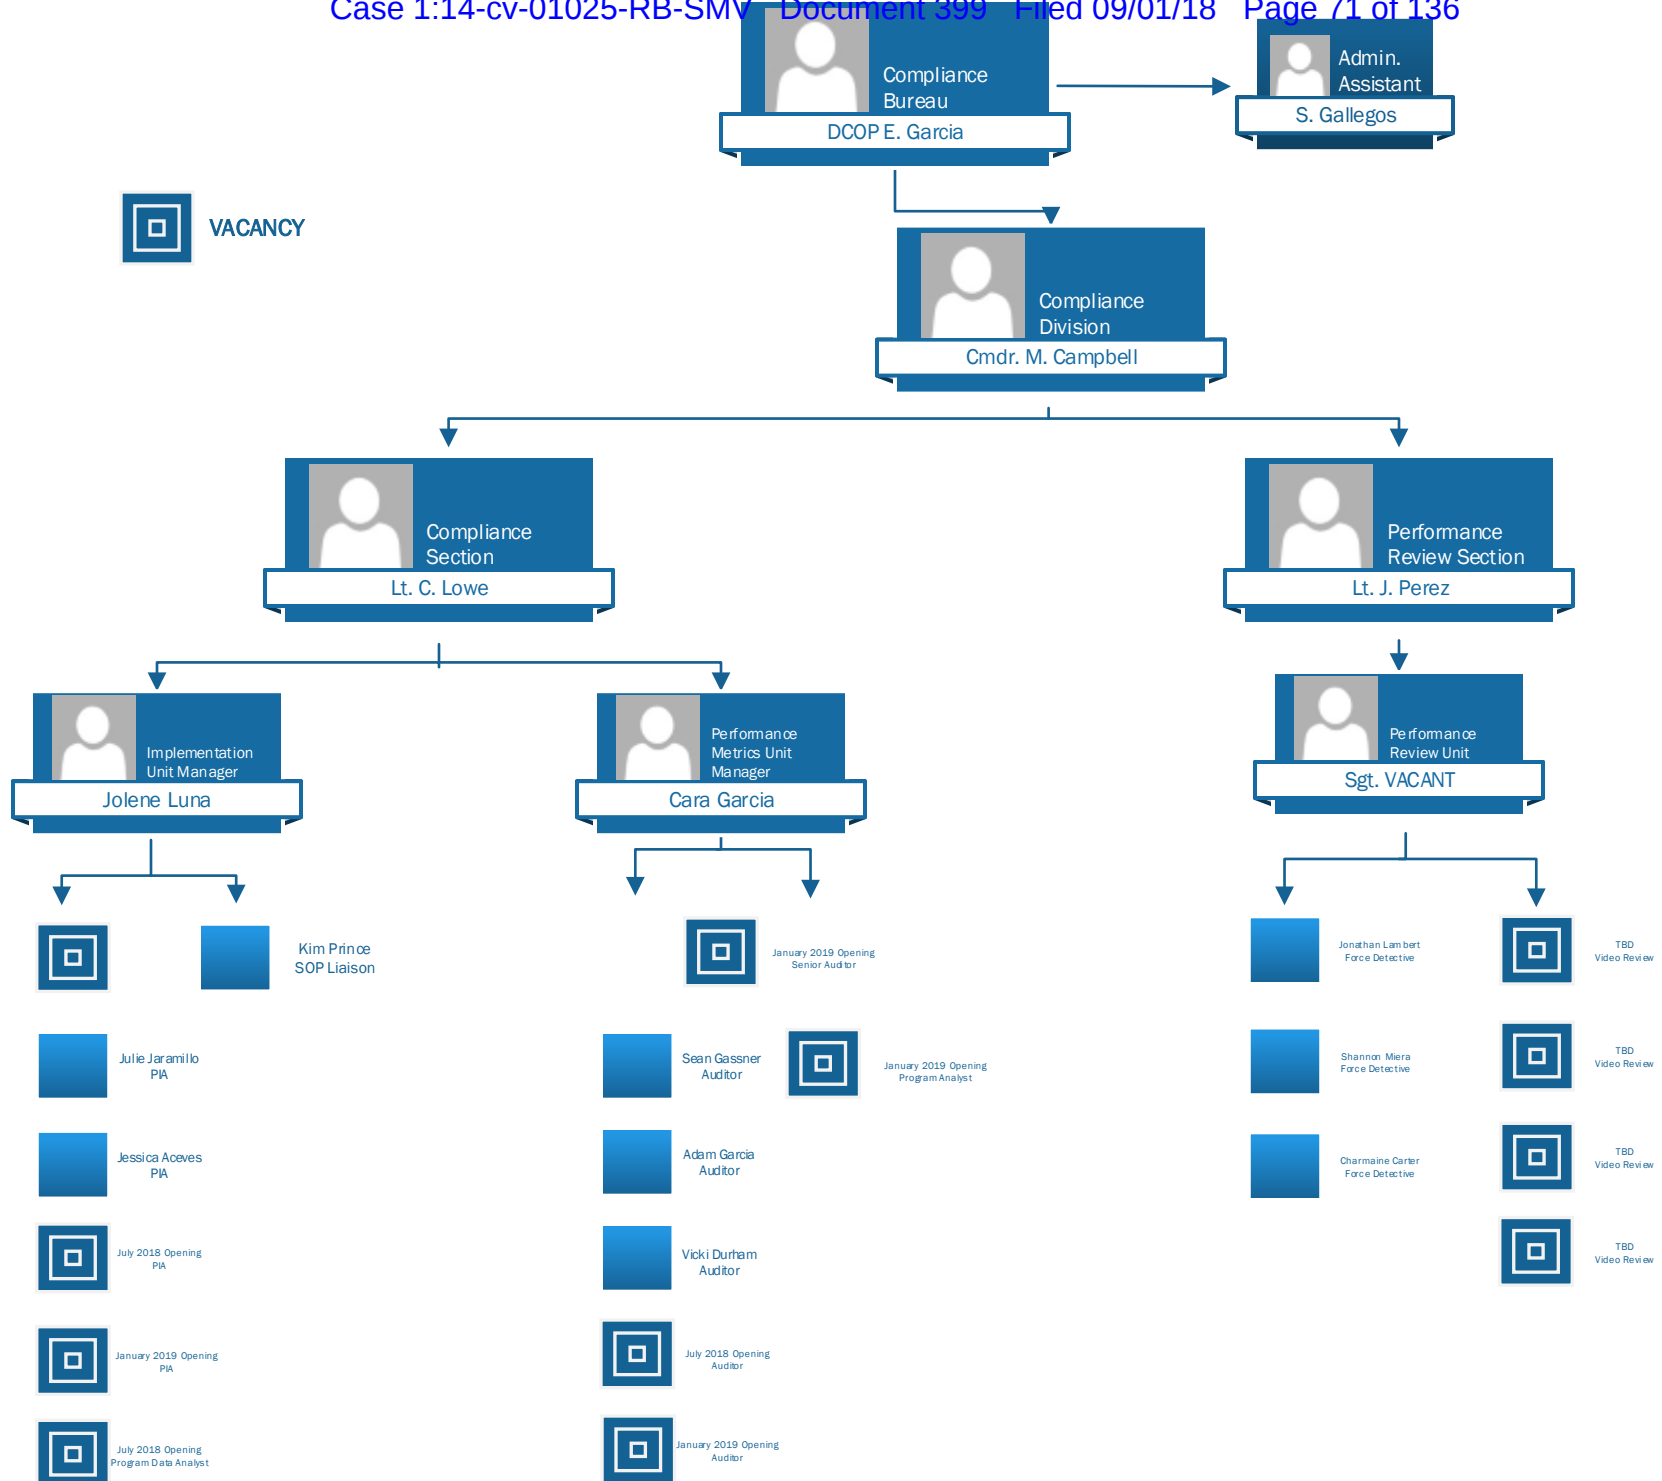 Case 1:14-cv-01025-RB-SMV Document 399 Filed 09/01/18 Page 71 of 136
Compliance
Bureau
DCOP E. Garcia
Admin.
Assistant
S. Gallegos
VACANCY
Compliance
Division
Cmdr. M. Campbell
Compliance
Section
Lt. C. Lowe
Performance
Review Section
Lt. J. Perez
Implementation
Unit Manager
Jolene Luna
Performance
Metrics Unit
Manager
Cara Garcia
Performance
Review Unit
Sgt. VACANT
Kim Prince
SOP Liaison
Julie Jaramillo
PIA
Jessica Aceves
PIA
July 2018 Opening
PIA
January 2019 Opening
PIA
July 2018 Opening
Program Data Analyst
January 2019 Opening
Senior Auditor
Sean Gassner
Auditor
January 2019 Opening
Program Analyst
Adam Garcia
Auditor
Vicki Durham
Auditor
July 2018 Opening
Auditor
January 2019 Opening
Auditor
Jonathan Lambert
Force Detective
Shannon Miera
Force Detective
Charmaine Carter
Force Detective
TBD
Video Review
TBD
Video Review
TBD
Video Review
TBD
Video Review